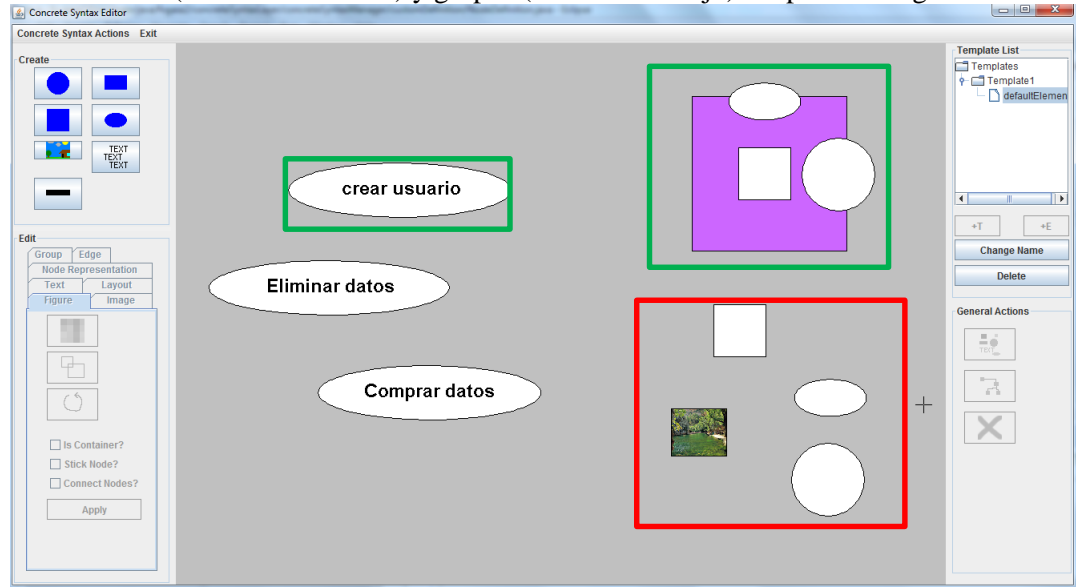 Concrete Syntax Editor
Concrete Syntax Actions Exit
Create
TEXT
TEXT
TEXT
Edit
Group Edge
Node Representation
Text Layout
Figure Image
Is Container?
Stick Node?
Connect Nodes?
Apply
crear usuario
Eliminar datos
Comprar datos
Template List
Templates
Template1
defaultElemen
+T +E
Change Name
Delete
General Actions
TEXT